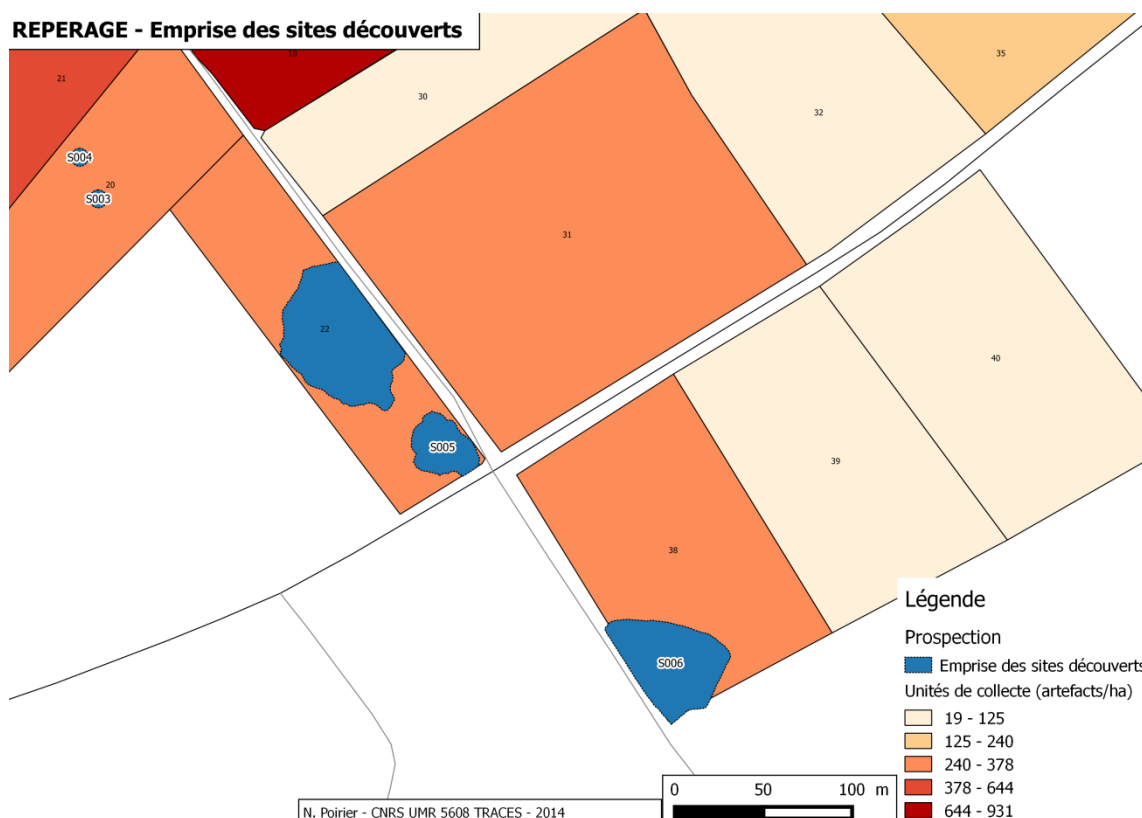 REPERAGE - Emprise des sites découverts
35
21
30
32
S004
20
S003
31
22
40
S005
39
38
S006
Légende
Prospection
Emprise des sites découverts
Unités de collecte (artefacts/ha)
19 - 125
125 - 240
240 - 378
378 - 644
644 - 931
0 50 100 m
N. Poirier - CNRS UMR 5608 TRACES - 2014